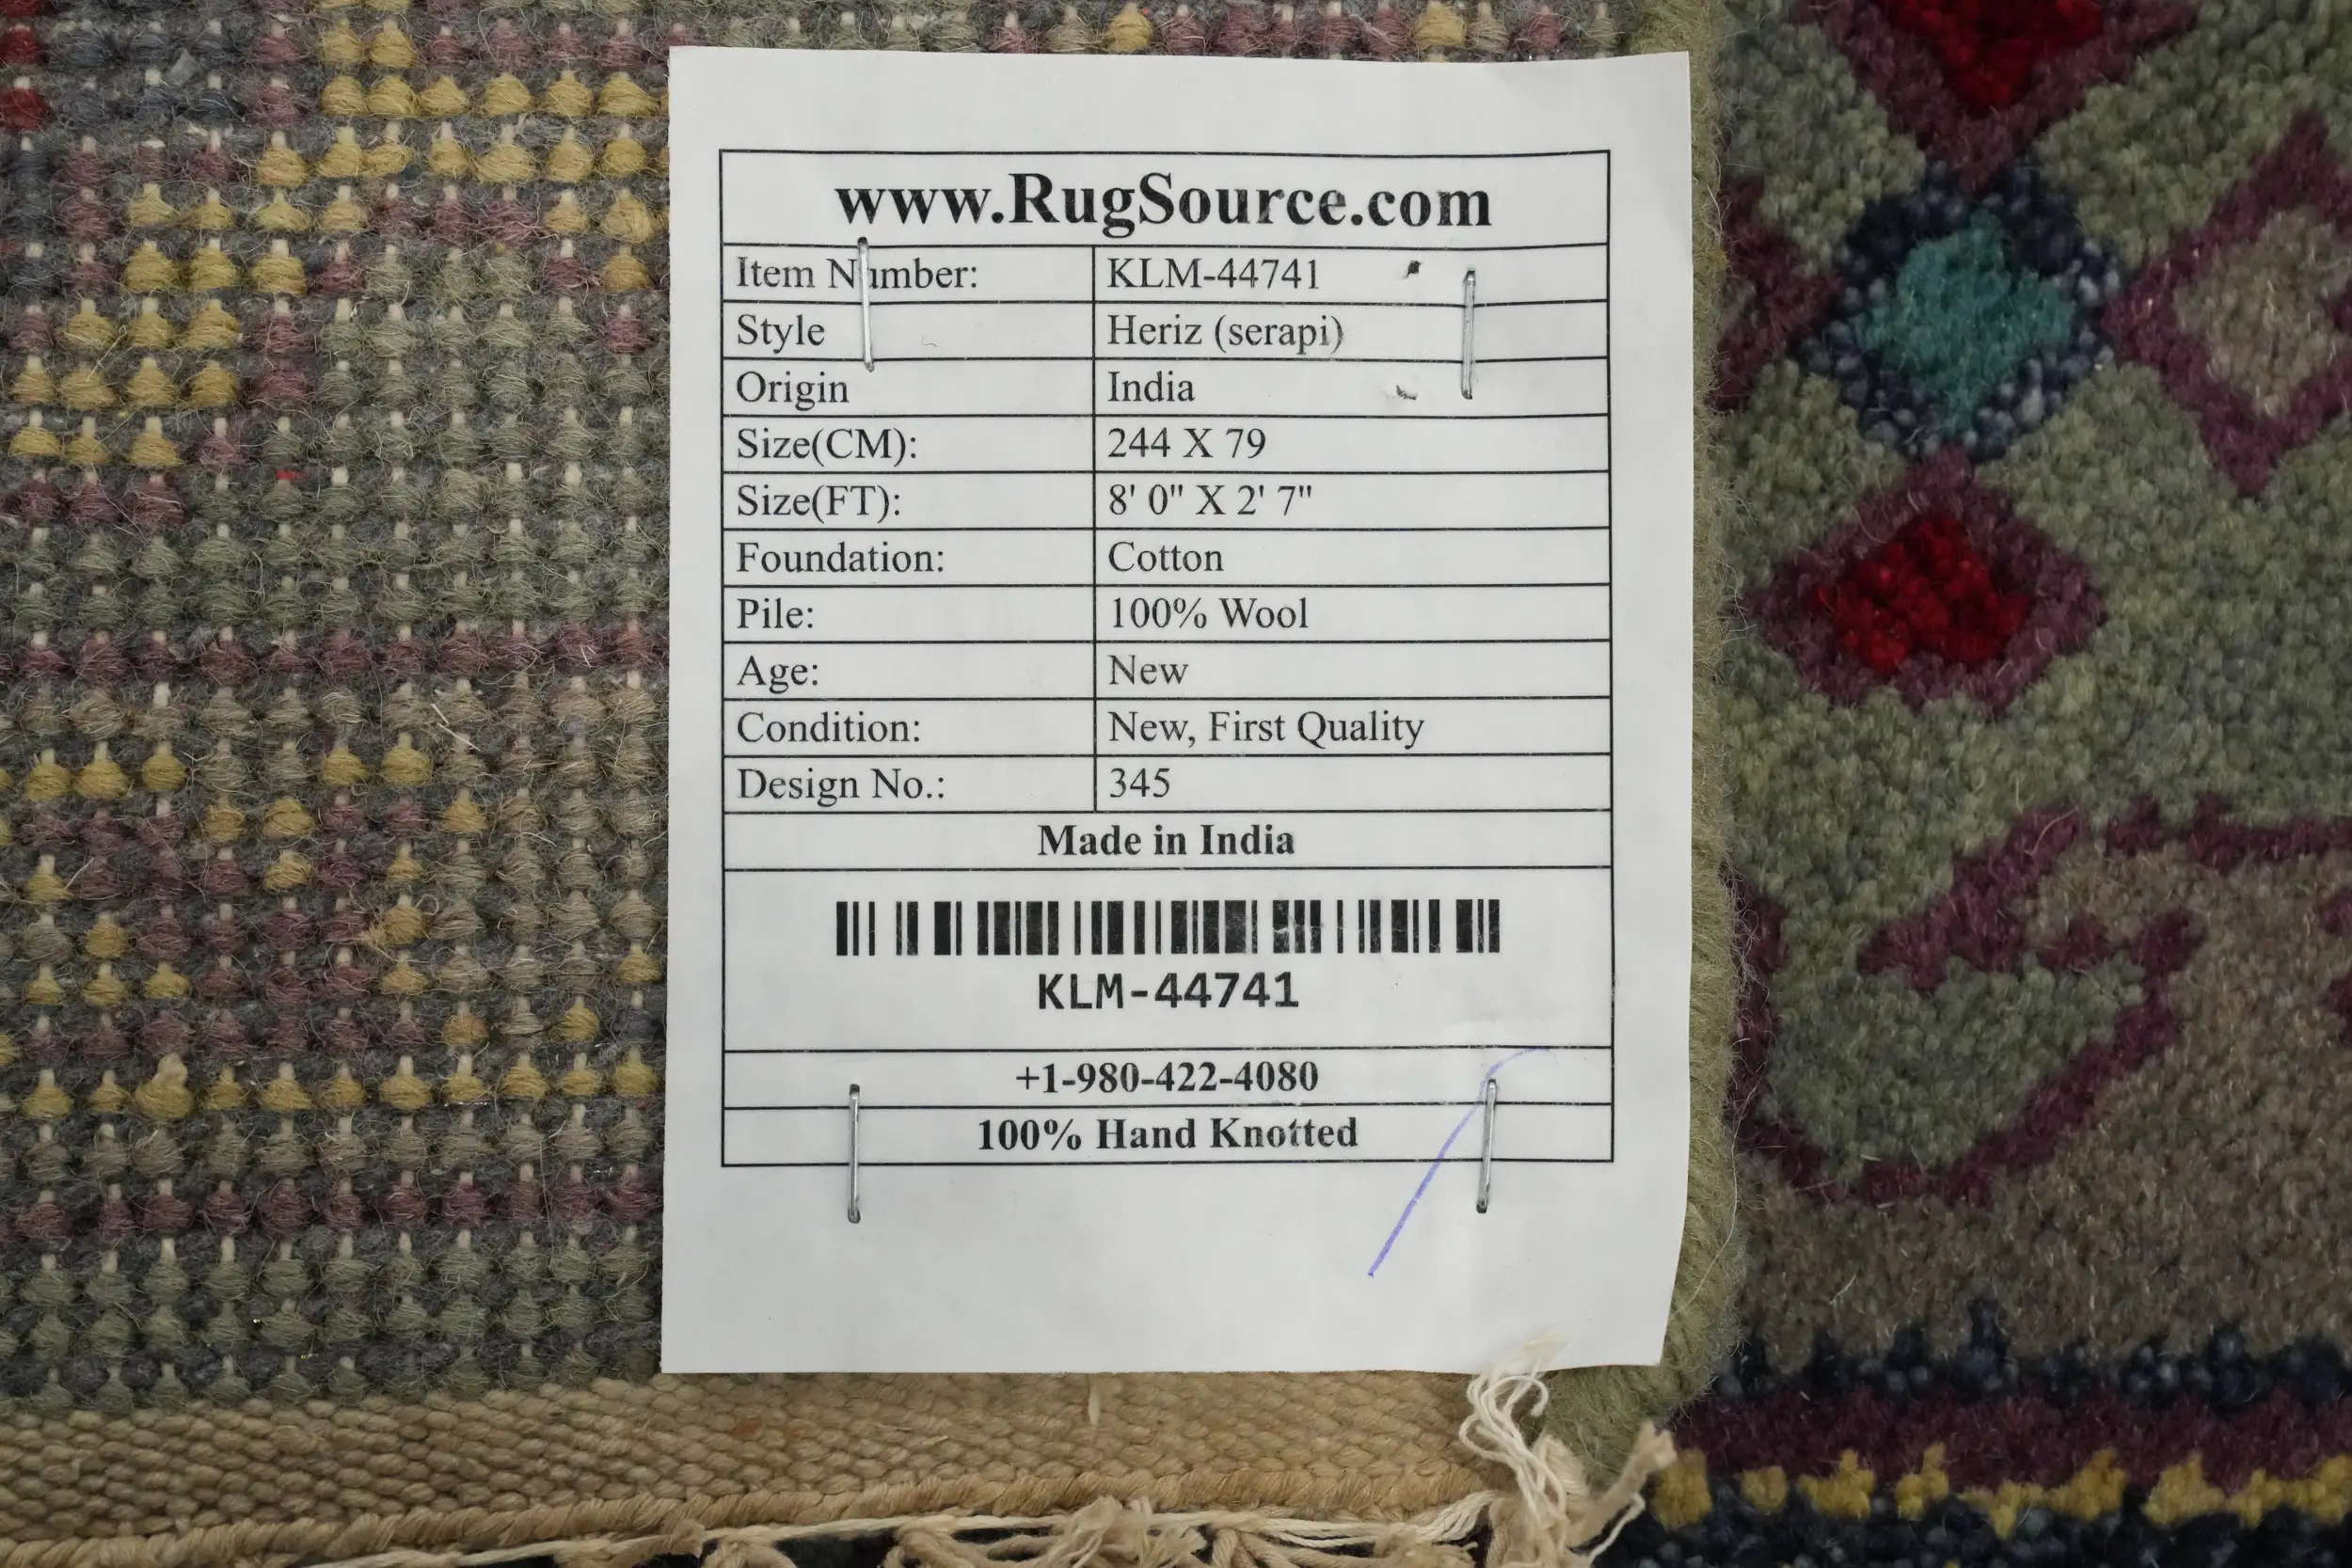 www.RugSource.com
Item Number: KLM-44741
Style Heriz (serapi)
Origin India
Size(CM): 244 X 79
Size(FT): 8' 0" X 2' 7"
Foundation: Cotton
Pile: 100% Wool
Age: New
Condition: New, First Quality
Design No.: 345
Made in India
KLM-44741
+1-980-422-4080
100% Hand Knotted